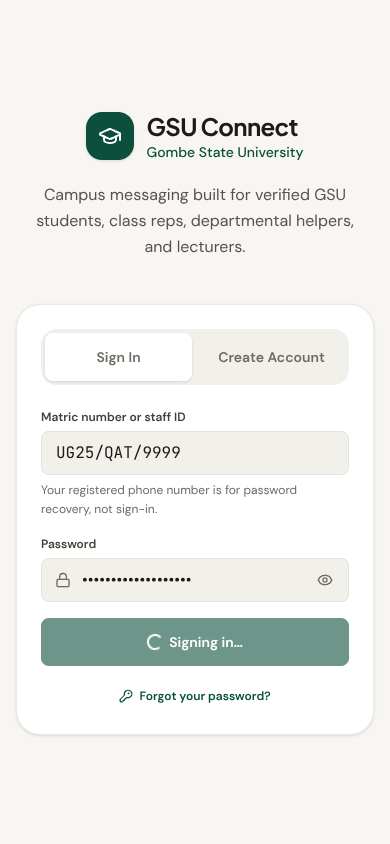 GSU Connect
Gombe State University
Campus messaging built for verified GSU
students, class reps, departmental helpers,
and lecturers.
Sign In
Create Account
Matric number or staff ID
UG25/QAT/9999
Your registered phone number is for password
recovery, not sign-in.
Password
•••••••••••••••••••
Signing in...
Forgot your password?